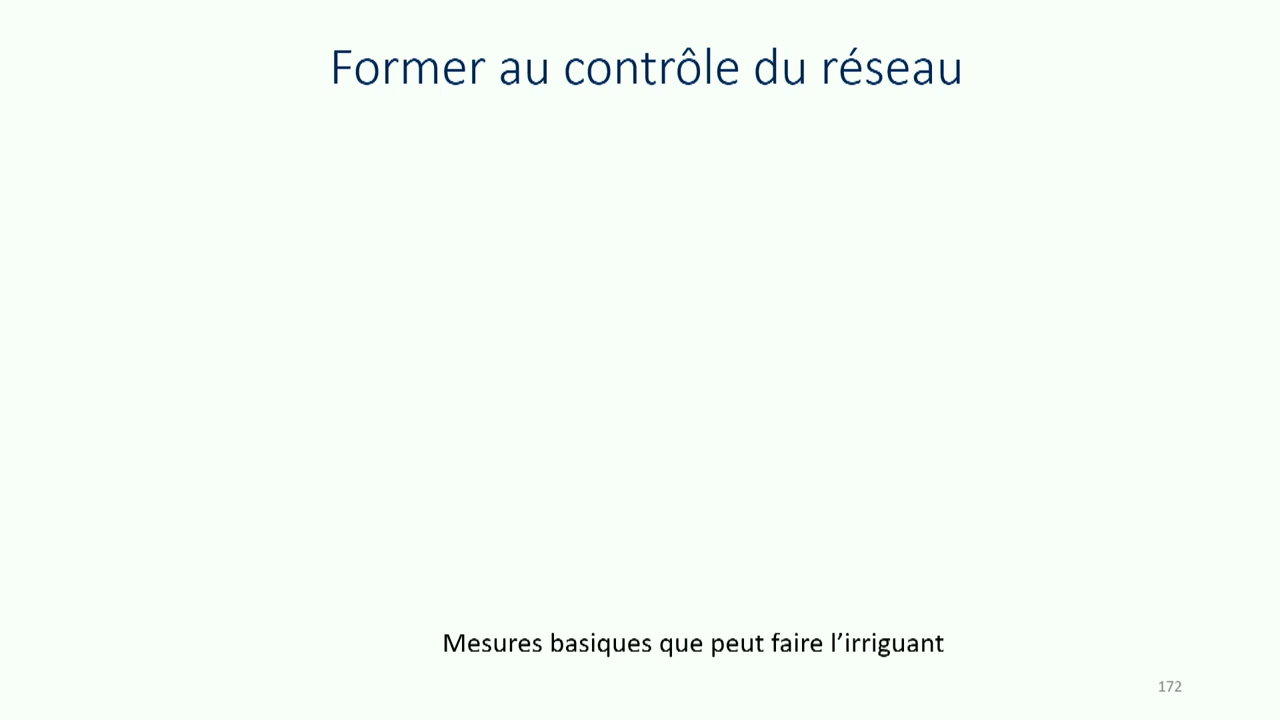 Former au contrôle du réseau
Mesures basiques que peut faire l’irriguant
172